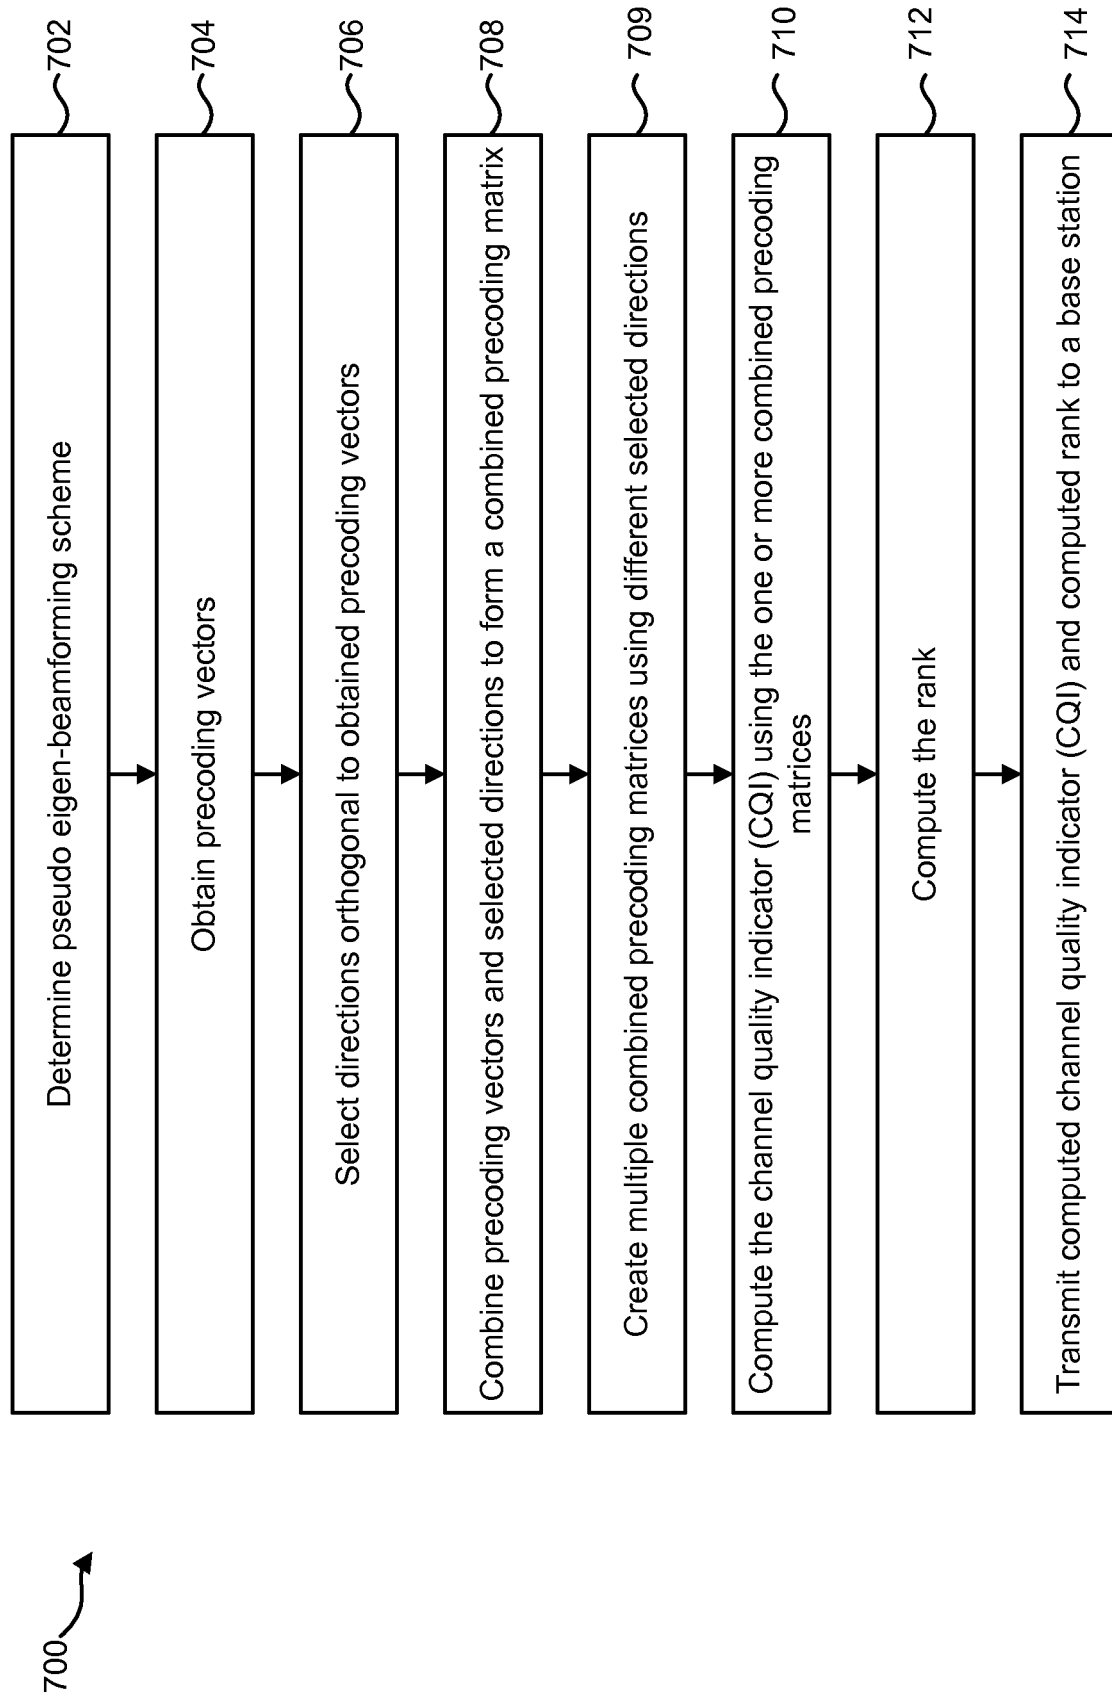 700
Determine pseudo eigen-beamforming scheme
702
Obtain precoding vectors
704
Select directions orthogonal to obtained precoding vectors
706
Combine precoding vectors and selected directions to form a combined precoding matrix
708
Create multiple combined precoding matrices using different selected directions
709
Compute the channel quality indicator (CQI) using the one or more combined precoding
matrices
710
Compute the rank
712
Transmit computed channel quality indicator (CQI) and computed rank to a base station
714